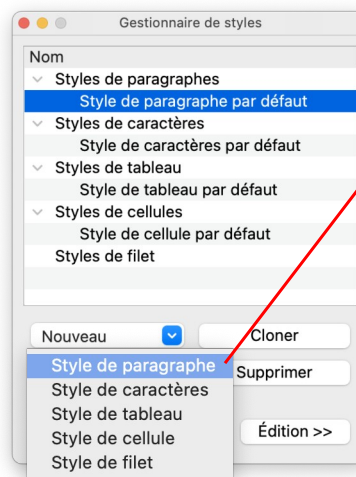 Gestionnaire de styles
Nom
Styles de paragraphes
Style de paragraphe par défaut
Styles de caractères
Style de caractères par défaut
Styles de tableau
Style de tableau par défaut
Styles de cellules
Style de cellule par défaut
Styles de filet
Nouveau
Cloner
Style de paragraphe
Supprimer
Style de caractères
Style de tableau
Style de cellule
Édition >>
Style de filet